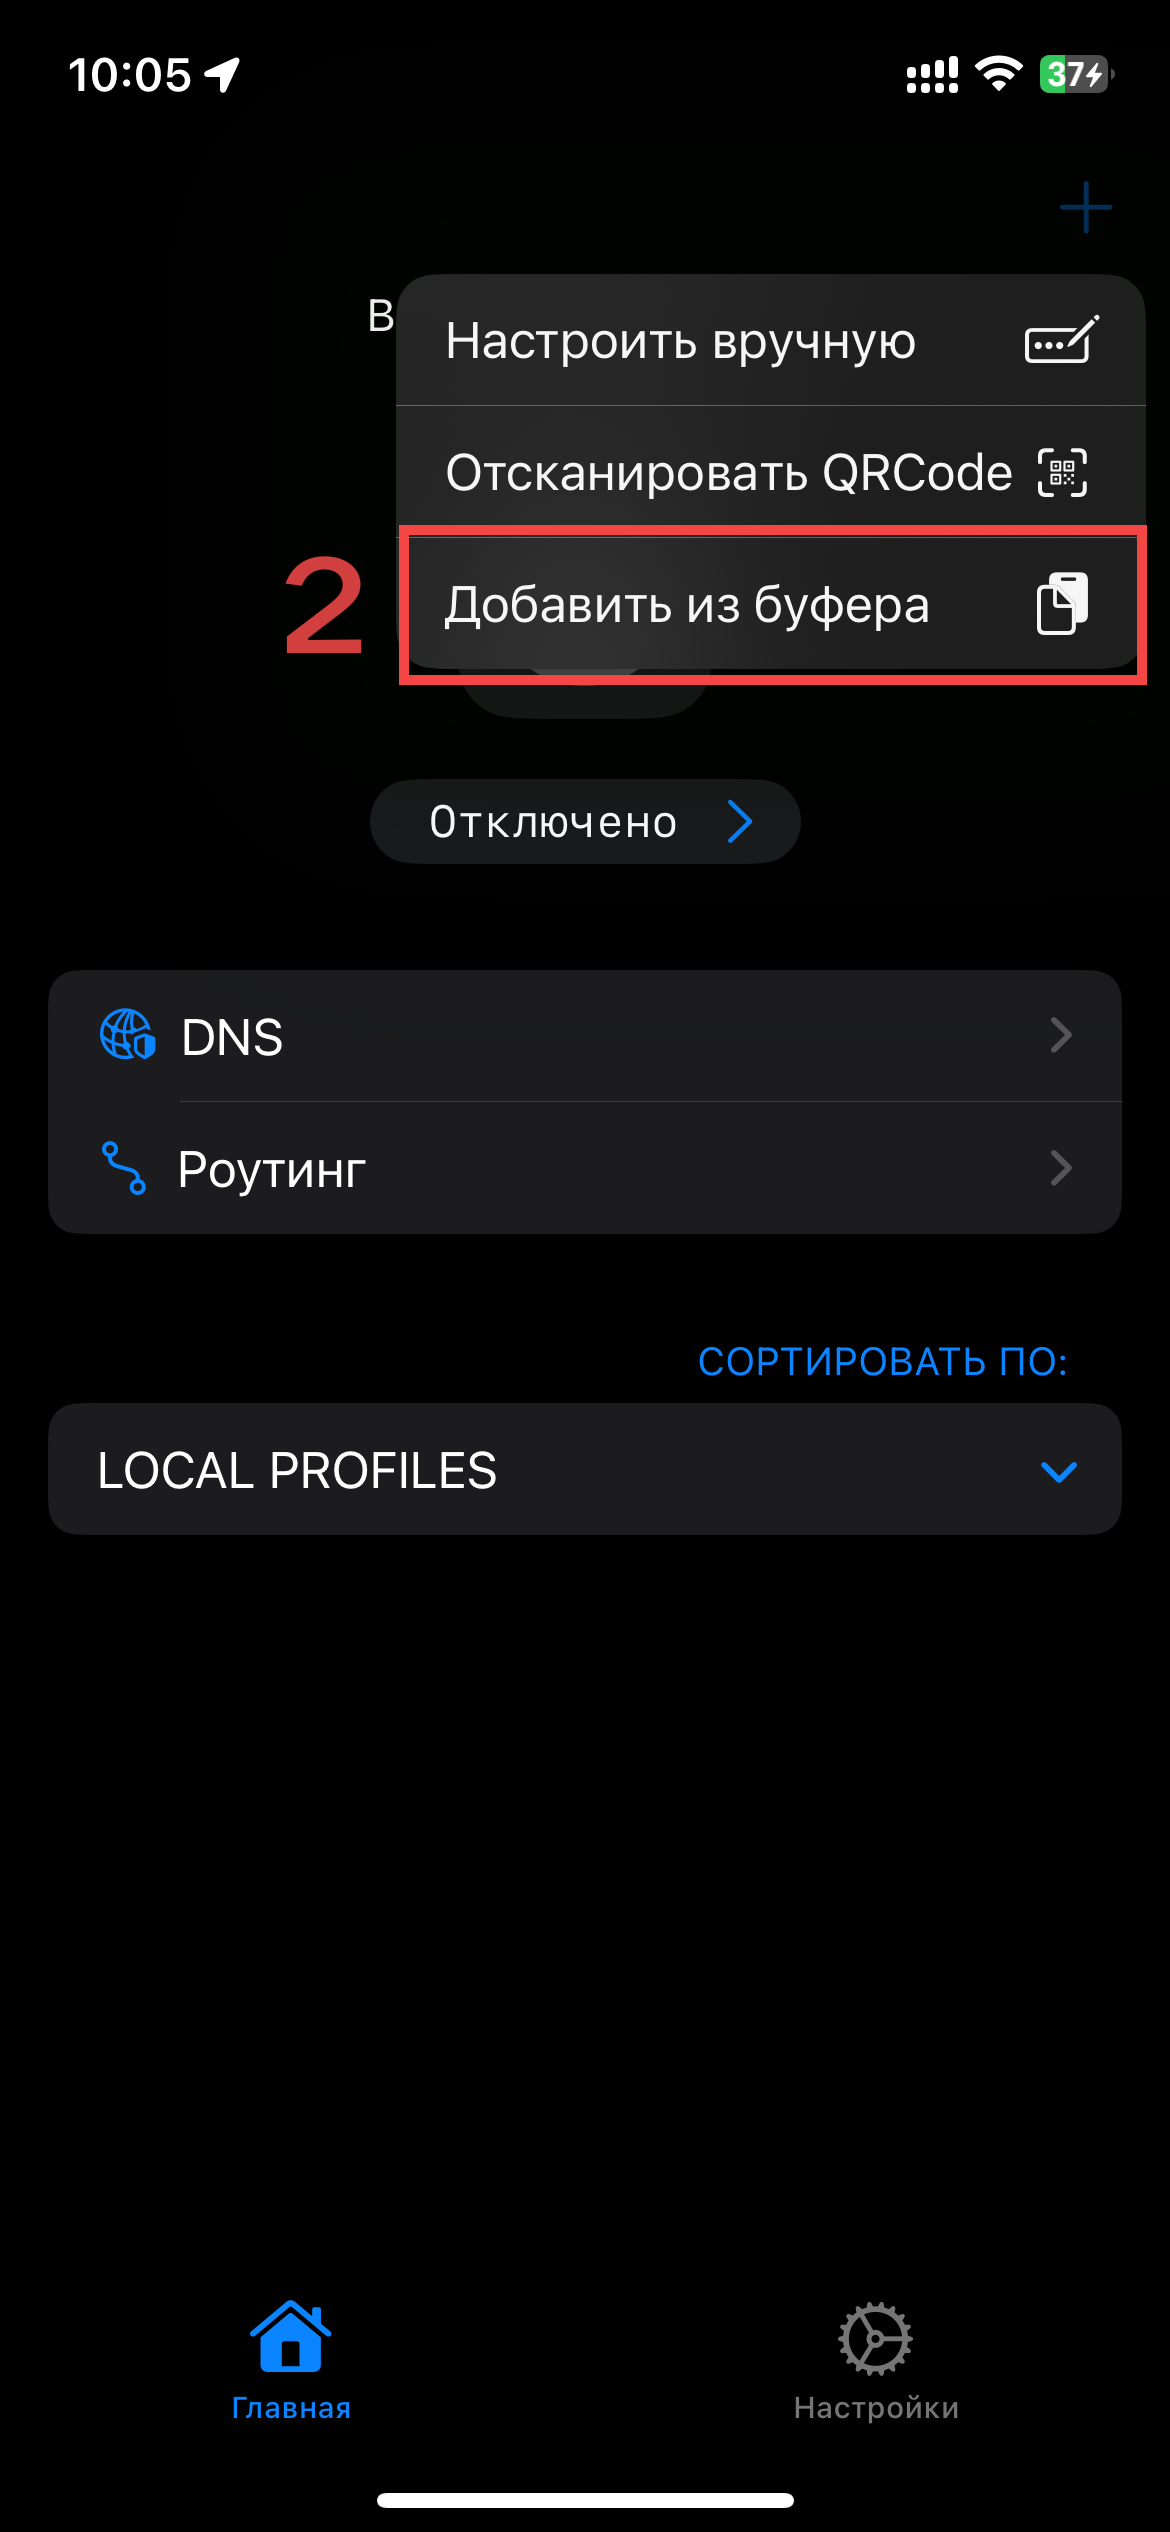 10:05
37
В
Настроить вручную
Отсканировать QRCode
2
Добавить из буфера
Отключено
DNS
Роутинг
СОРТИРОВАТЬ ПО:
LOCAL PROFILES
Главная
Настройки